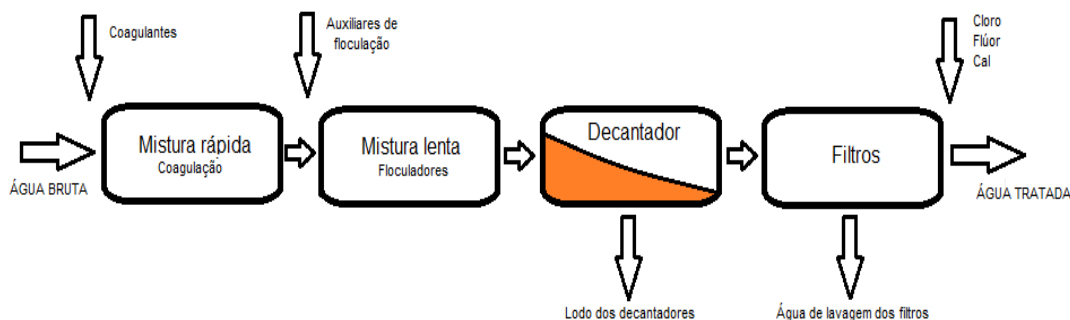 Coagulantes
Auxiliares de
floculação
Cloro
Flúor
Cal
ÁGUA BRUTA
Mistura rápida
Coagulação
Mistura lenta
Floculadores
Decantador
Filtros
ÁGUA TRATADA
Lodo dos decantadores
Água de lavagem dos filtros